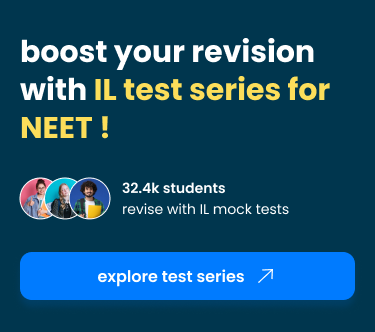 boost your revision
with IL test series for
NEET !
32.4k students
revise with IL mock tests
explore test series